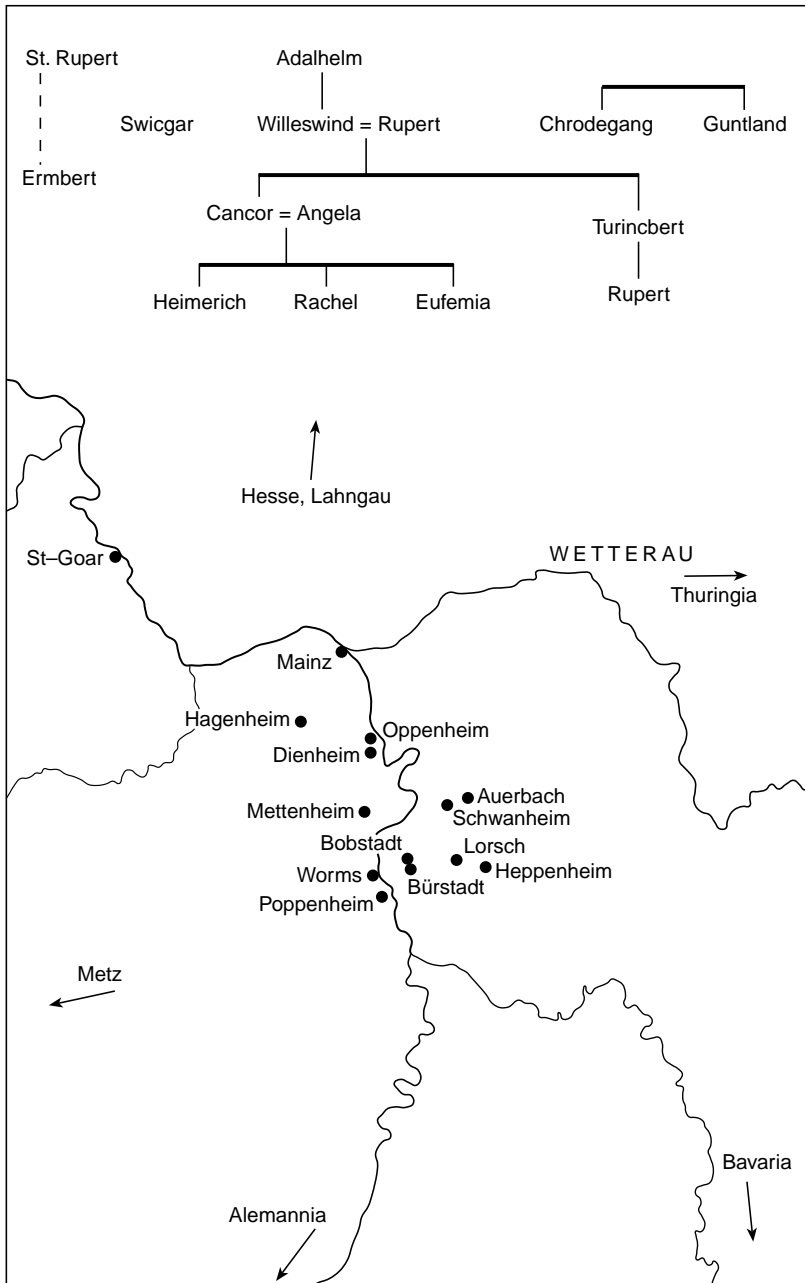 St. Rupert
Adalhelm
Swicgar
Willeswind = Rupert
Chrodegang
Guntland
Ermbert
Cancor = Angela
Turincbert
Heimerich
Rachel
Eufemia
Rupert
Hesse, Lahngau
St–Goar
WETTERAU
Thuringia
Mainz
Hagenheim
Oppenheim
Dienheim
Auerbach
Mettenheim
Schwanheim
Bobstadt
Lorsch
Worms
Heppenheim
Bürstadt
Poppenheim
Metz
Bavaria
Alemannia